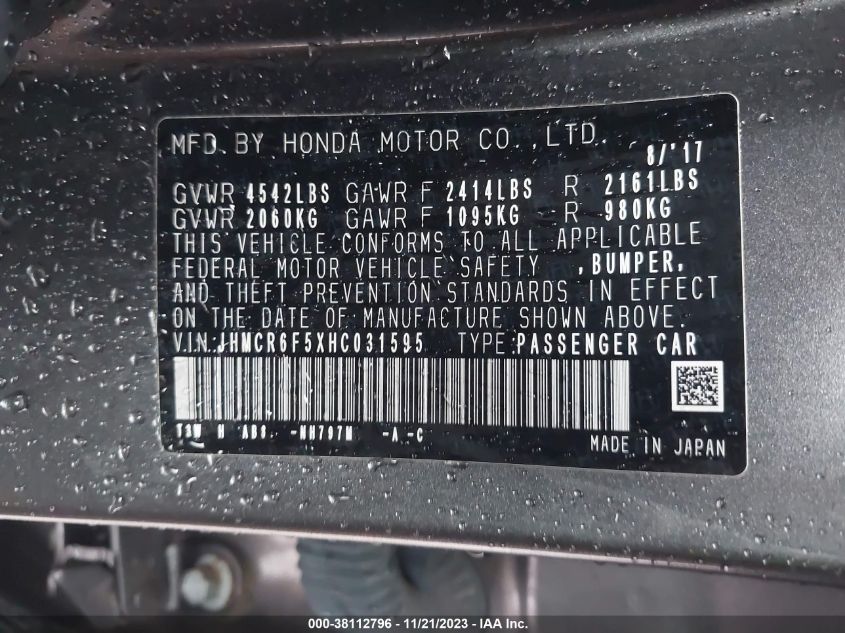 MFD. BY HONDA MOTOR CO., LTD. 8/'17
GVWR 4542LBS GAWR F 2414LBS R 2161LBS
GVWR 2060KG GAWR F 1095KG R 980KG
THIS VEHICLE CONFORMS TO ALL APPLICABLE
FEDERAL MOTOR VEHICLE SAFETY , BUMPER,
AND THEFT PREVENTION STANDARDS IN EFFECT
ON THE DATE OF MANUFACTURE SHOWN ABOVE.
V.I.N.:JHMCR6F5XHC031595 TYPE:PASSENGER CAR
H -NH797M -A -C
MADE IN JAPAN
000-38112796 - 11/21/2023 - IAA Inc.